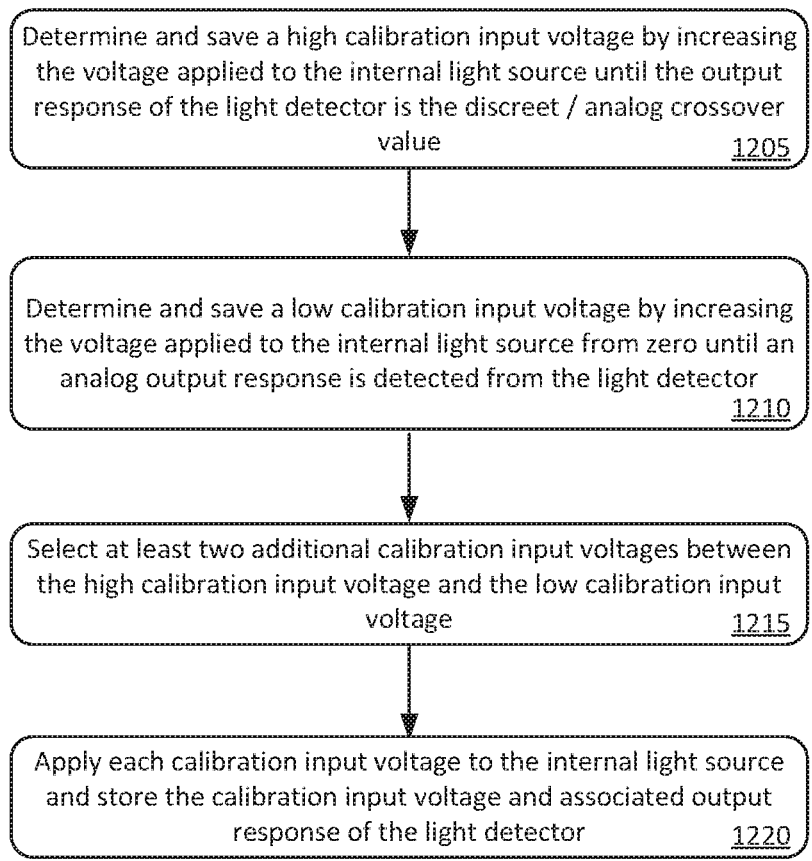 Determine and save a high calibration input voltage by increasing
the voltage applied to the internal light source until the output
response of the light detector is the discreet / analog crossover
value
1205
Determine and save a low calibration input voltage by increasing
the voltage applied to the internal light source from zero until an
analog output response is detected from the light detector
1210
Select at least two additional calibration input voltages between
the high calibration input voltage and the low calibration input
voltage
1215
Apply each calibration input voltage to the internal light source
and store the calibration input voltage and associated output
response of the light detector
1220